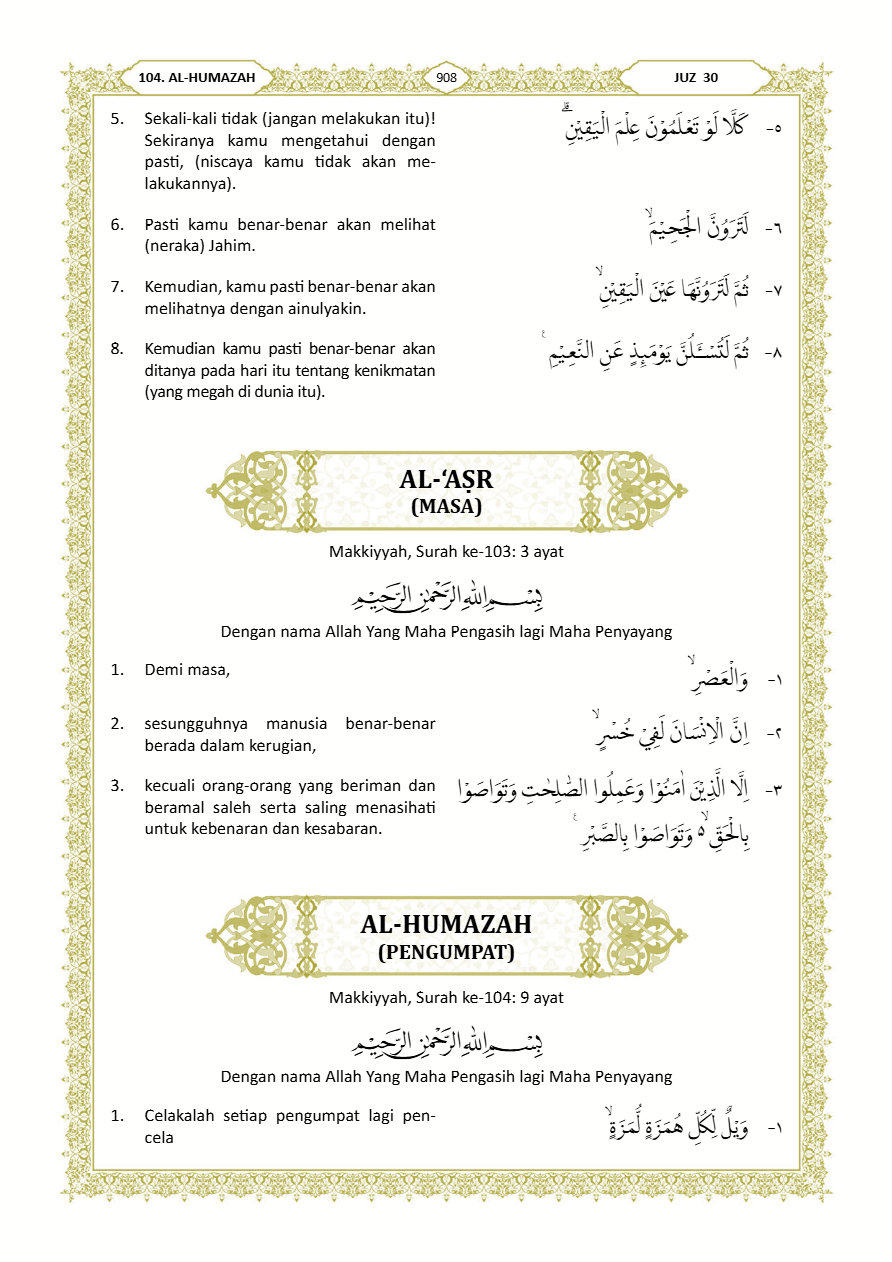 104. AL-HUMAZAH
908
JUZ 30
5. Sekali-kali tidak (jangan melakukan itu)!
Sekiranya kamu mengetahui dengan
pasti, (niscaya kamu tidak akan me-
lakukannya).
٥- كَلَّا لَوْ تَعْلَمُوْنَ عِلْمَ الْيَقِيْنِۗ
6. Pasti kamu benar-benar akan melihat
(neraka) Jahim.
٦- لَتَرَوُنَّ الْجَحِيْمَۙ
7. Kemudian, kamu pasti benar-benar akan
melihatnya dengan ainulyakin.
٧- ثُمَّ لَتَرَوُنَّهَا عَيْنَ الْيَقِيْنِۙ
8. Kemudian kamu pasti benar-benar akan
ditanya pada hari itu tentang kenikmatan
(yang megah di dunia itu).
٨- ثُمَّ لَتُسْـَٔلُنَّ يَوْمَىِٕذٍ عَنِ النَّعِيْمِ ࣖ
AL-‘AṢR
(MASA)
Makkiyyah, Surah ke-103: 3 ayat
بِسْمِ اللّٰهِ الرَّحْمٰنِ الرَّحِيْمِ
Dengan nama Allah Yang Maha Pengasih lagi Maha Penyayang
1. Demi masa,
١- وَالْعَصْرِۙ
2. sesungguhnya manusia benar-benar
berada dalam kerugian,
٢- اِنَّ الْاِنْسَانَ لَفِيْ خُسْرٍۙ
3. kecuali orang-orang yang beriman dan
beramal saleh serta saling menasihati
untuk kebenaran dan kesabaran.
٣- اِلَّا الَّذِيْنَ اٰمَنُوْا وَعَمِلُوا الصّٰلِحٰتِ وَتَوَاصَوْا
بِالْحَقِّ ەۙ وَتَوَاصَوْا بِالصَّبْرِ ࣖ
AL-HUMAZAH
(PENGUMPAT)
Makkiyyah, Surah ke-104: 9 ayat
بِسْمِ اللّٰهِ الرَّحْمٰنِ الرَّحِيْمِ
Dengan nama Allah Yang Maha Pengasih lagi Maha Penyayang
1. Celakalah setiap pengumpat lagi pen-
cela
١- وَيْلٌ لِّكُلِّ هُمَزَةٍ لُّمَزَةٍۙ